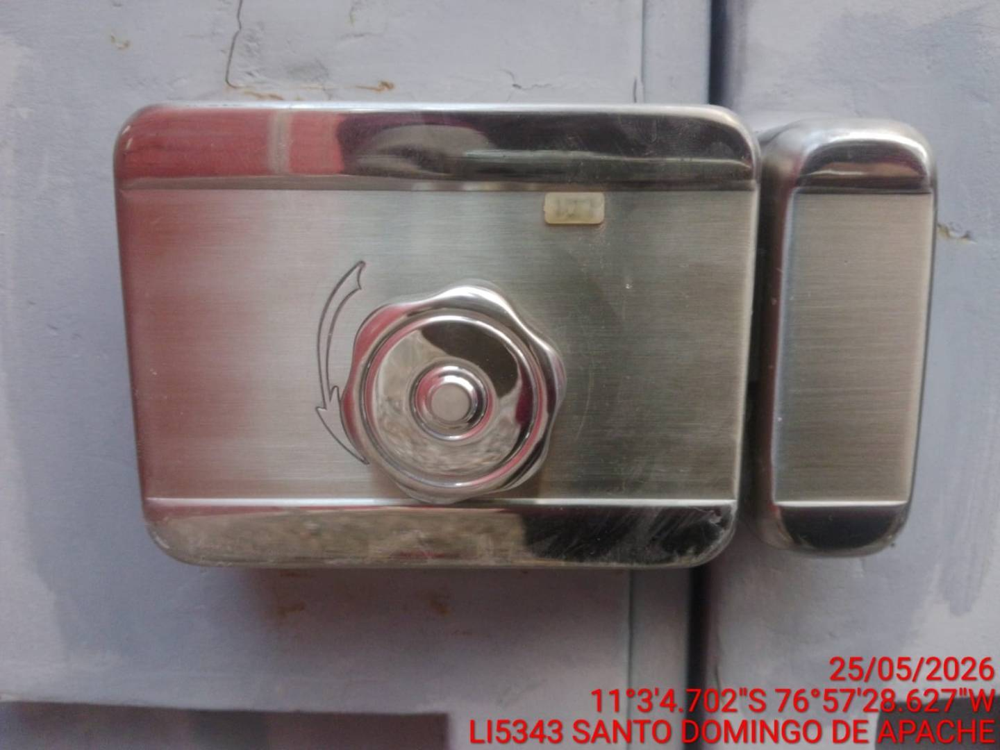 25/05/2026
11°3'4.702"S 76°57'28.627"W
LI5343 SANTO DOMINGO DE APACHE